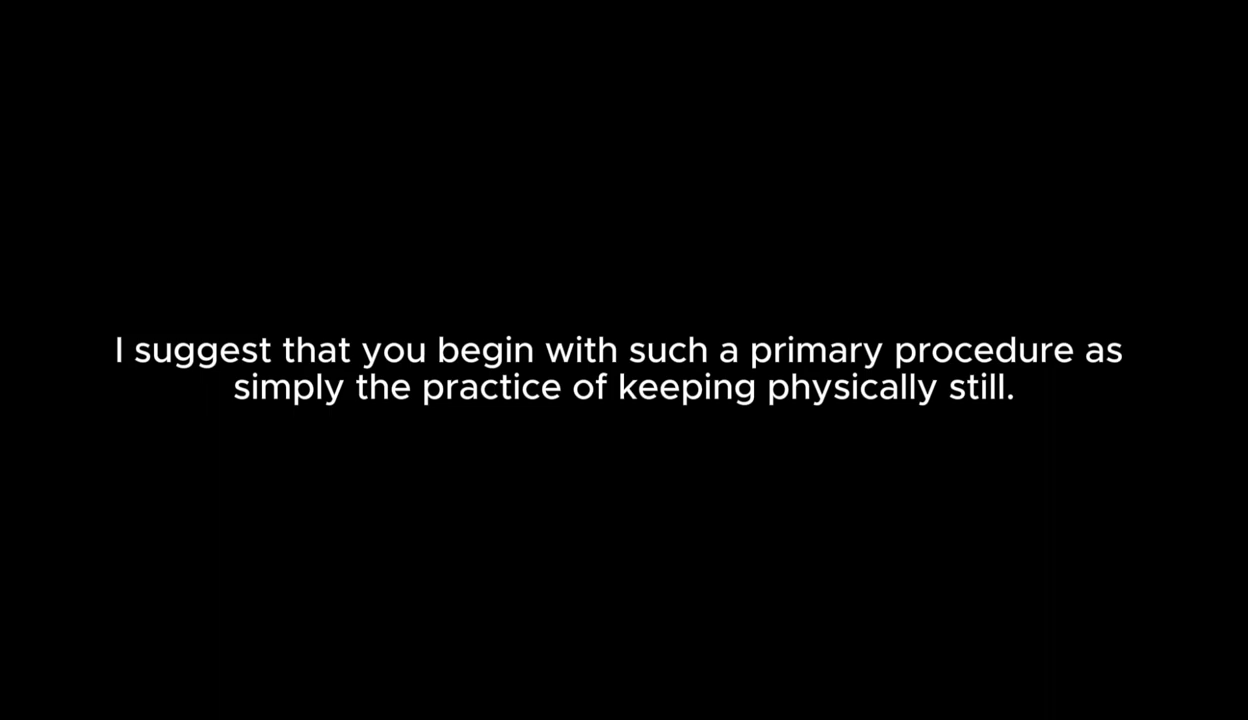 I suggest that you begin with such a primary procedure as
simply the practice of keeping physically still.